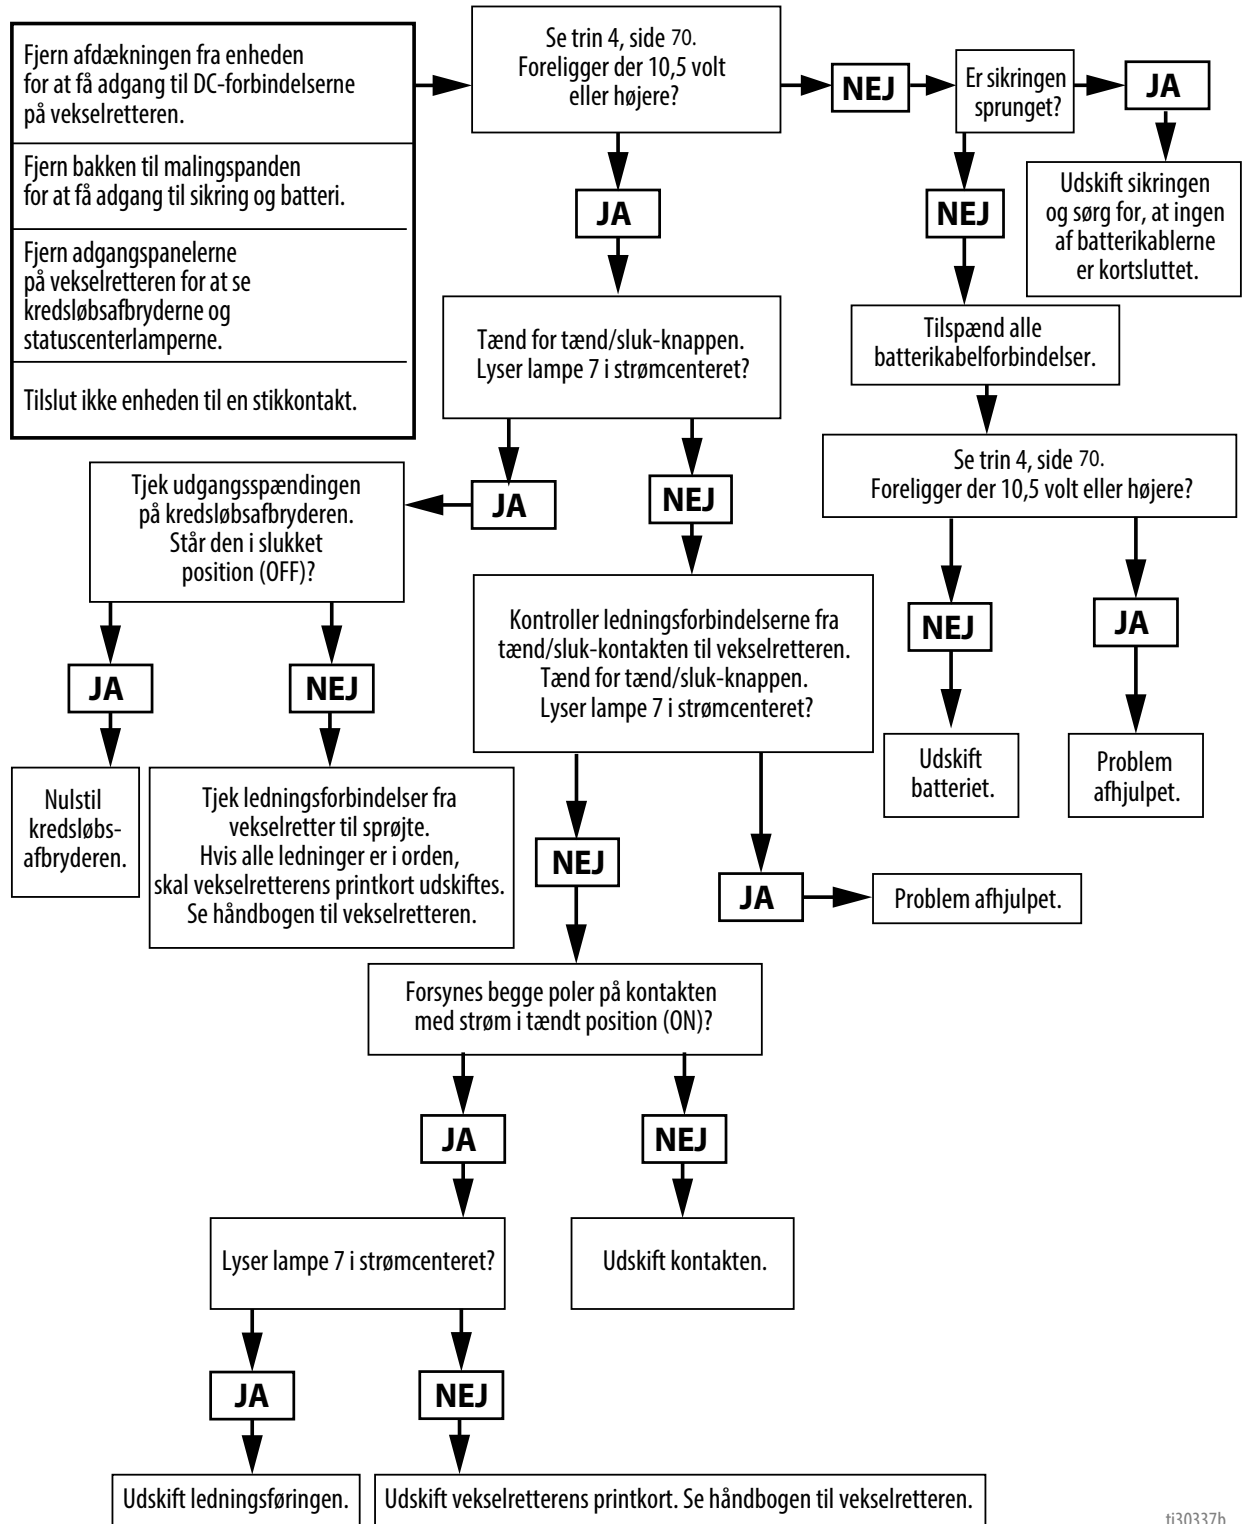 Fjern afdækningen fra enheden
for at få adgang til DC-forbindelserne
på vekselretteren.
Fjern bakken til malingspanden
for at få adgang til sikring og batteri.
Fjern adgangspanelerne
på vekselretteren for at se
kredsløbsafbryderne og
statuscenterlamperne.
Tilslut ikke enheden til en stikkontakt.
Se trin 4, side 70.
Foreligger der 10,5 volt
eller højere?
NEJ
Er sikringen
sprunget?
JA
Udskift sikringen
og sørg for, at ingen
af batterikablerne
er kortsluttet.
NEJ
Tilspænd alle
batterikabelforbindelser.
Se trin 4, side 70.
Foreligger der 10,5 volt eller højere?
NEJ
JA
Udskift
batteriet.
Problem
afhjulpet.
JA
Tænd for tænd/sluk-knappen.
Lyser lampe 7 i strømcenteret?
JA
NEJ
Tjek udgangsspændingen
på kredsløbsafbryderen.
Står den i slukket
position (OFF)?
JA
NEJ
Nulstil
kredsløbs-
afbryderen.
Tjek ledningsforbindelser fra
vekselretter til sprøjte.
Hvis alle ledninger er i orden,
skal vekselretterens printkort udskiftes.
Se håndbogen til vekselretteren.
Kontroller ledningsforbindelserne fra
tænd/sluk-kontakten til vekselretteren.
Tænd for tænd/sluk-knappen.
Lyser lampe 7 i strømcenteret?
NEJ
JA
Problem afhjulpet.
Forsynes begge poler på kontakten
med strøm i tændt position (ON)?
JA
NEJ
Lyser lampe 7 i strømcenteret?
Udskift kontakten.
JA
NEJ
Udskift ledningsføringen.
Udskift vekselretterens printkort. Se håndbogen til vekselretteren.
ti30337b